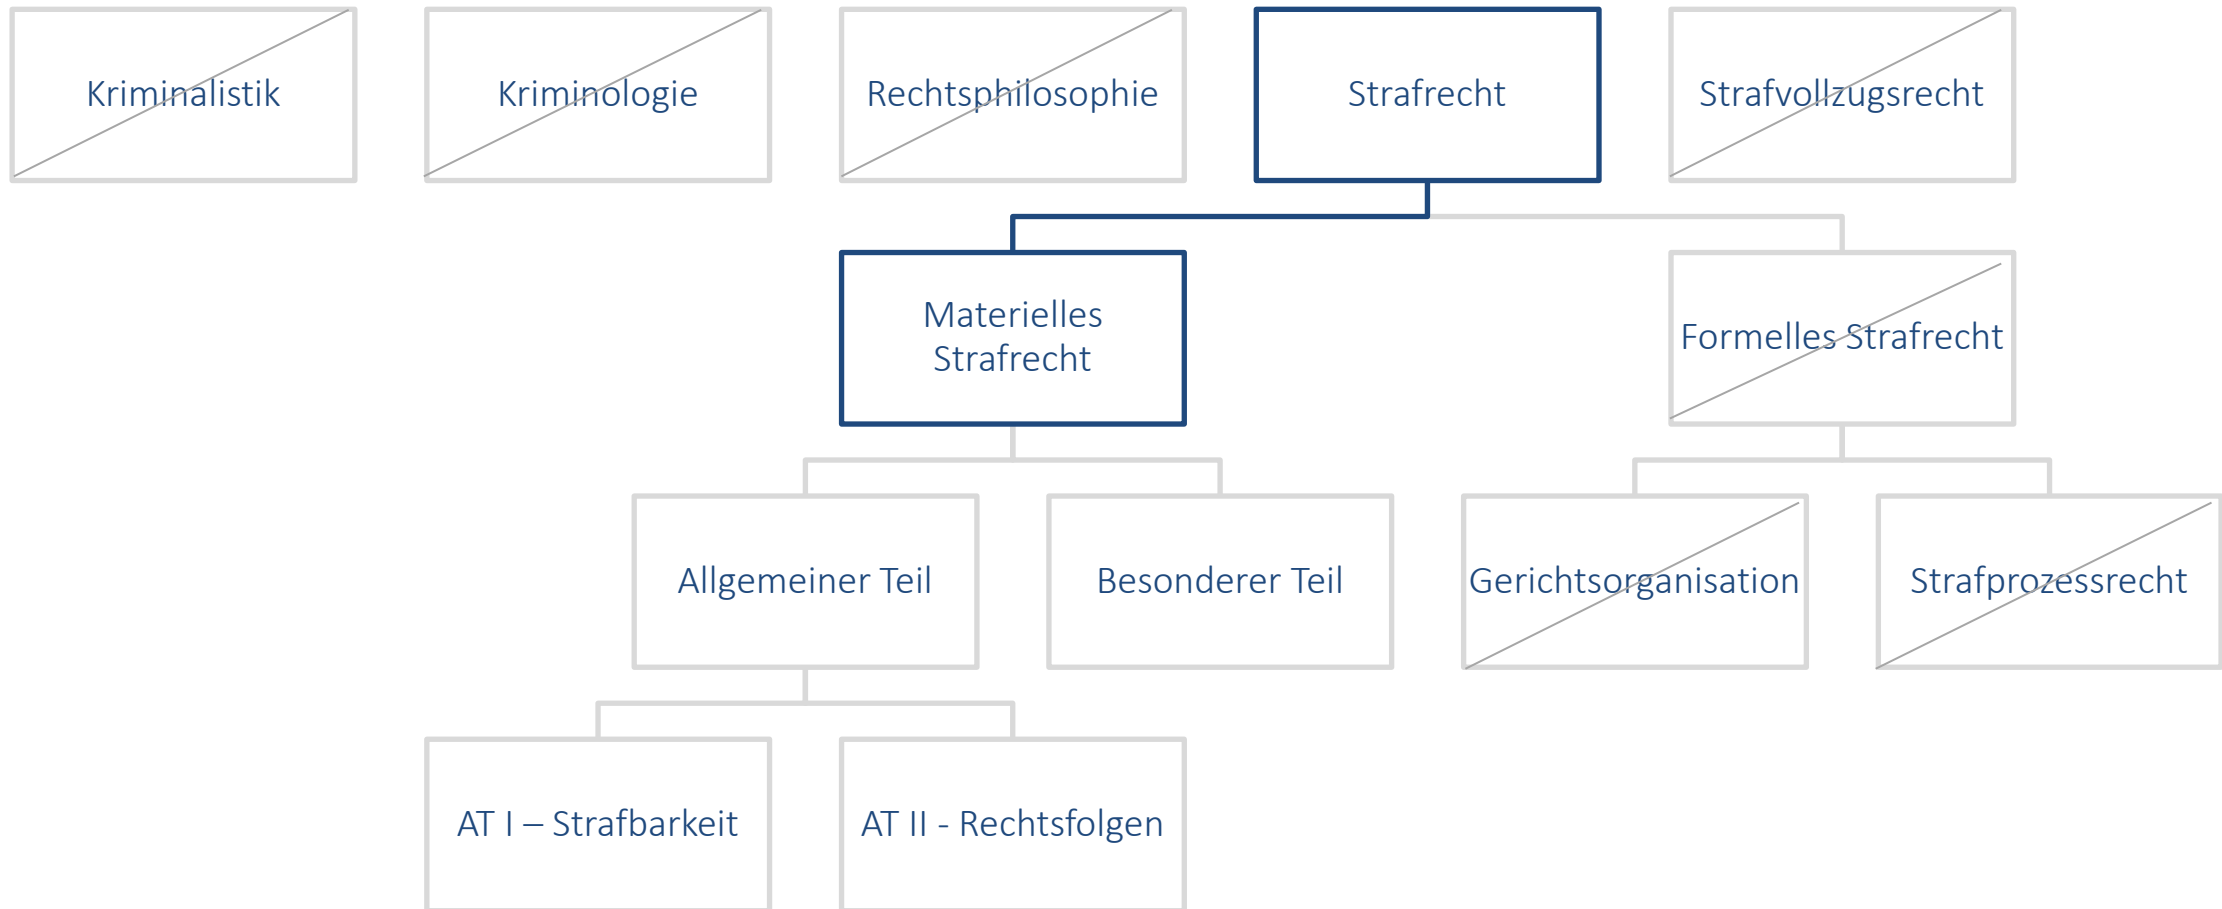 Kriminalistik
Kriminologie
Rechtsphilosophie
Strafrecht
Strafvollzugsrecht
Materielles
Strafrecht
Formelles Strafrecht
Allgemeiner Teil
Besonderer Teil
Gerichtsorganisation
Strafprozessrecht
AT I – Strafbarkeit
AT II - Rechtsfolgen